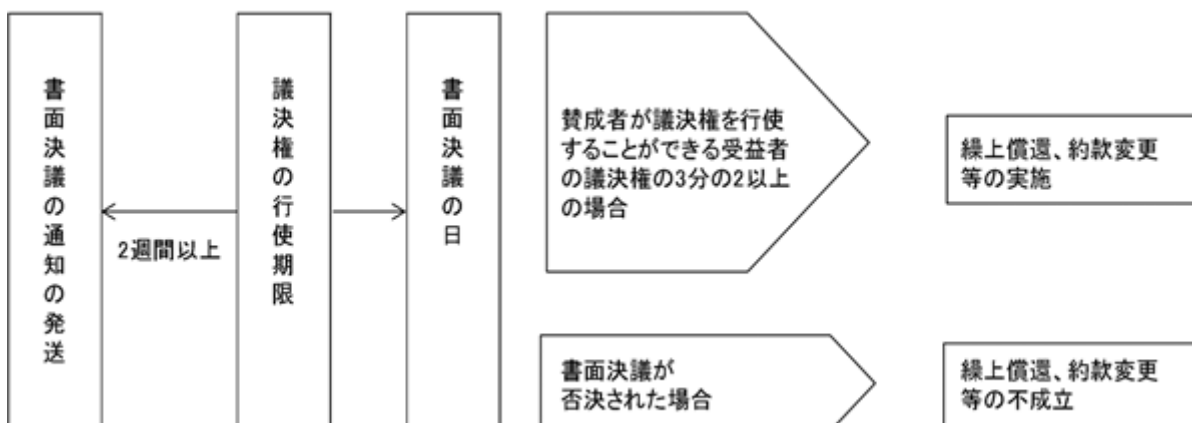 書面決議の通知の発送
2週間以上
議決権の行使期限
書面決議の日
賛成者が議決権を行使
することができる受益者
の議決権の3分の2以上
の場合
繰上償還、約款変更
等の実施
書面決議が
否決された場合
繰上償還、約款変更
等の不成立